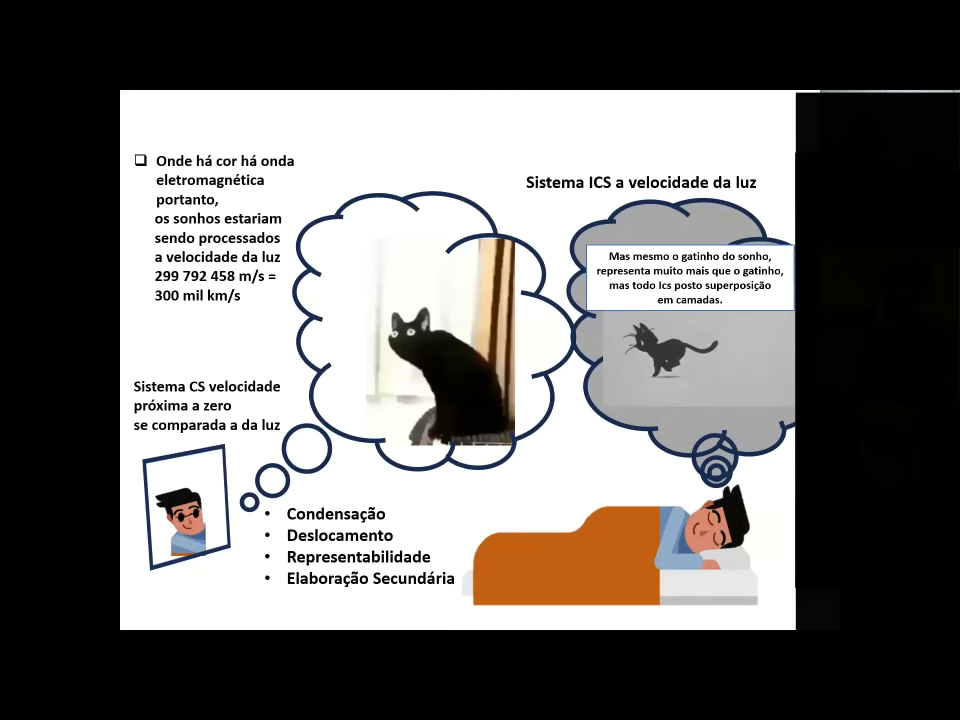 Onde há cor há onda
eletromagnética
portanto,
os sonhos estariam
sendo processados
a velocidade da luz
299 792 458 m/s =
300 mil km/s
Sistema ICS a velocidade da luz
Mas mesmo o gatinho do sonho,
representa muito mais que o gatinho,
mas todo Ics posto superposição
em camadas.
Sistema CS velocidade
próxima a zero
se comparada a da luz
• Condensação
• Deslocamento
• Representabilidade
• Elaboração Secundária